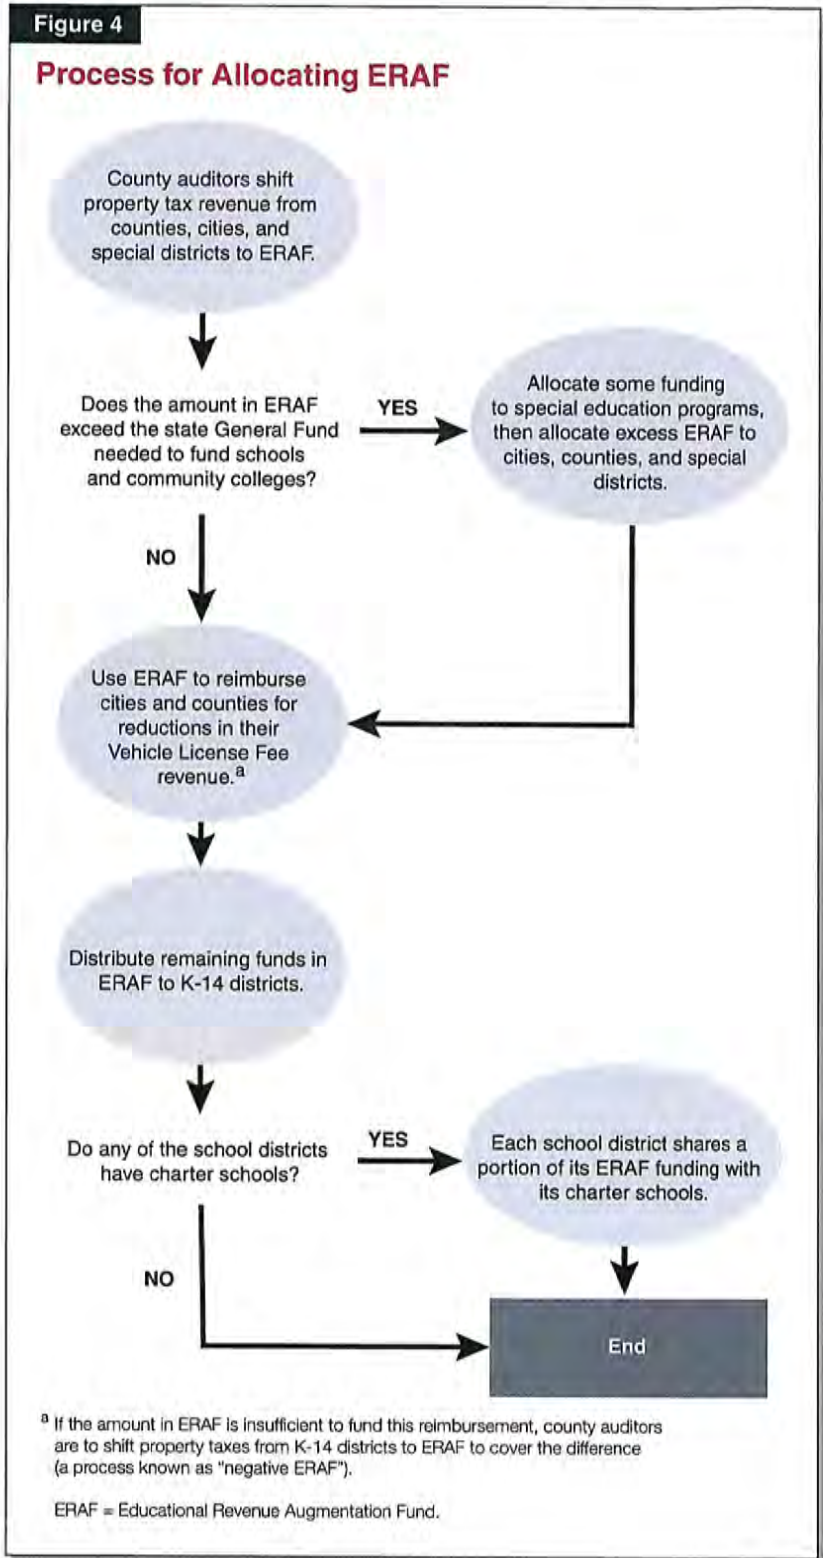 Figure 4
Process for Allocating ERAF
County auditors shift
property tax revenue from
counties, cities, and
special districts to ERAF.
Does the amount in ERAF
exceed the state General Fund
needed to fund schools
and community colleges?
YES
Allocate some funding
to special education programs,
then allocate excess ERAF to
cities, counties, and special
districts.
NO
Use ERAF to reimburse
cities and counties for
reductions in their
Vehicle License Fee
revenue.a
Distribute remaining funds in
ERAF to K-14 districts.
Do any of the school districts
have charter schools?
YES
Each school district shares a
portion of its ERAF funding with
its charter schools.
NO
End
a If the amount in ERAF is insufficient to fund this reimbursement, county auditors
are to shift property taxes from K-14 districts to ERAF to cover the difference
(a process known as "negative ERAF").
ERAF = Educational Revenue Augmentation Fund.